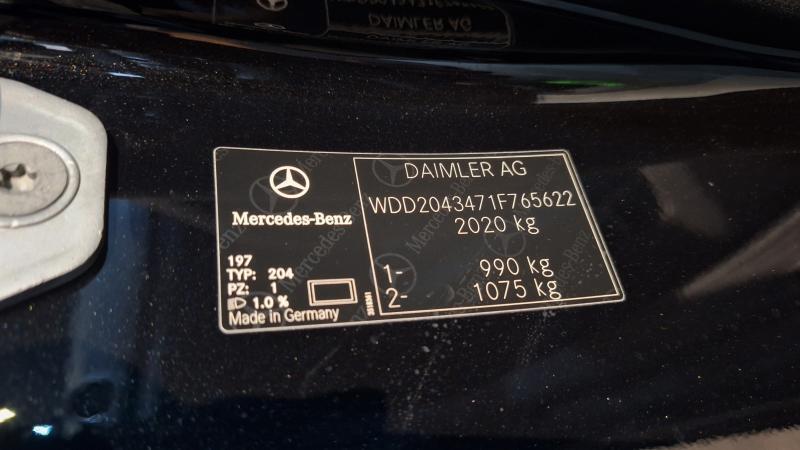 DAIMLER AG
Mercedes-Benz
WDD2043471F765622
2020 kg
1- 990 kg
2- 1075 kg
197
TYP: 204
PZ: 1
1.0 %
Made in Germany